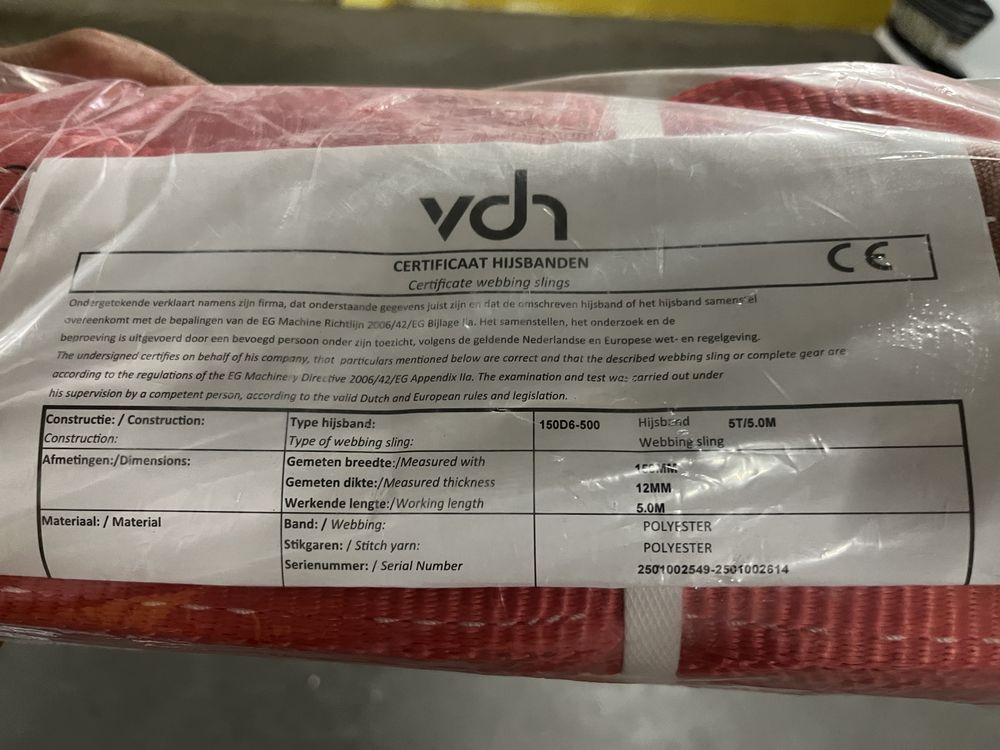 vdh
CERTIFICAAT HIJSBANDEN
Certificate webbing slings
CE
Ondergetekende verklaart namens zijn firma, dat onderstaande gegevens juist zijn en dat de omschreven hijsband of het hijsband samenstel
overeenkomt met de bepalingen van de EG Machine Richtlijn 2006/42/EG Bijlage IIa. Het samenstellen, het onderzoek en de
beproeving is uitgevoerd door een bevoegd persoon onder zijn toezicht, volgens de geldende Nederlandse en Europese wet- en regelgeving.
The undersigned certifies on behalf of his company, that particulars mentioned below are correct and that the described webbing sling or complete gear are
according to the regulations of the EG Machinery Directive 2006/42/EG Appendix IIa. The examination and test was carried out under
his supervision by a competent person, according to the valid Dutch and European rules and legislation.
Constructie: / Construction: Type hijsband: 150D6-500 Hijsband 5T/5.0M
Construction: Type of webbing sling: Webbing sling
Afmetingen:/Dimensions: Gemeten breedte:/Measured with
Gemeten dikte:/Measured thickness 12MM
Werkende lengte:/Working length 5.0M
Materiaal: / Material Band: / Webbing: POLYESTER
Stikgaren: / Stitch yarn: POLYESTER
Serienummer: / Serial Number 2501002549-2501002614